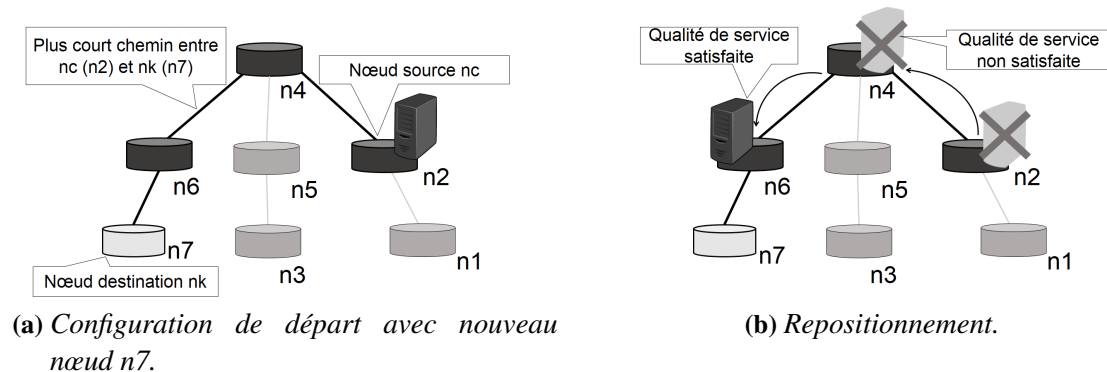 Plus court chemin entre
nc (n2) et nk (n7)
n4
Nœud source nc
n6
n5
n2
n7
n3
n1
Nœud destination nk
(a) Configuration de départ avec nouveau
nœud n7.
Qualité de service
satisfaite
Qualité de service
non satisfaite
n4
n6
n5
n2
n7
n3
n1
(b) Repositionnement.